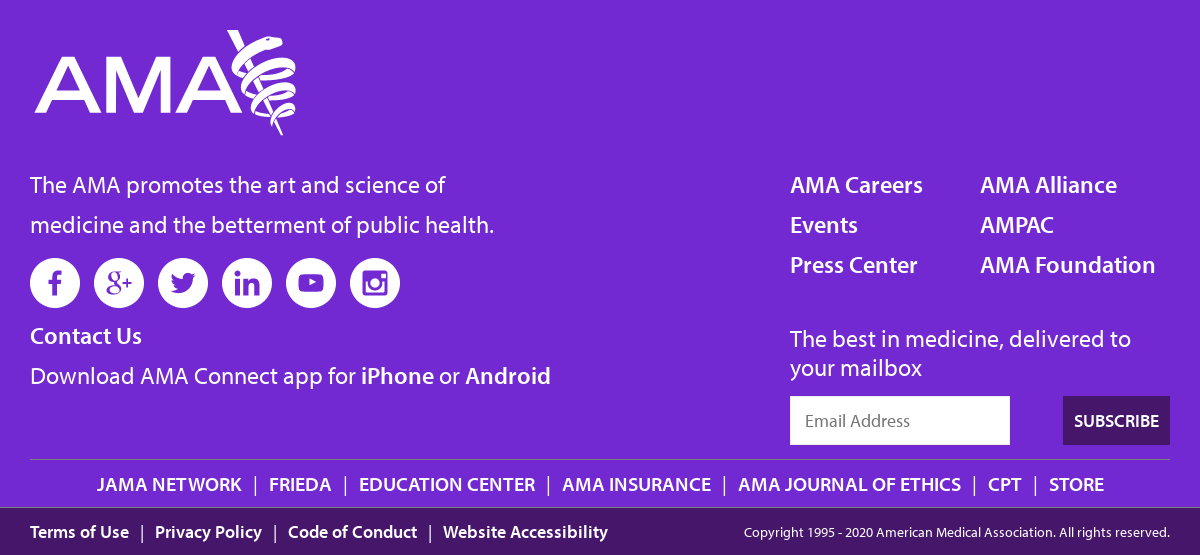 AMA
The AMA promotes the art and science of
medicine and the betterment of public health.
Contact Us
Download AMA Connect app for iPhone or Android
AMA Careers
Events
Press Center
AMA Alliance
AMPAC
AMA Foundation
The best in medicine, delivered to
your mailbox
Email Address
SUBSCRIBE
JAMA NETWORK | FRIEDA | EDUCATION CENTER | AMA INSURANCE | AMA JOURNAL OF ETHICS | CPT | STORE
Terms of Use | Privacy Policy | Code of Conduct | Website Accessibility
Copyright 1995 - 2020 American Medical Association. All rights reserved.